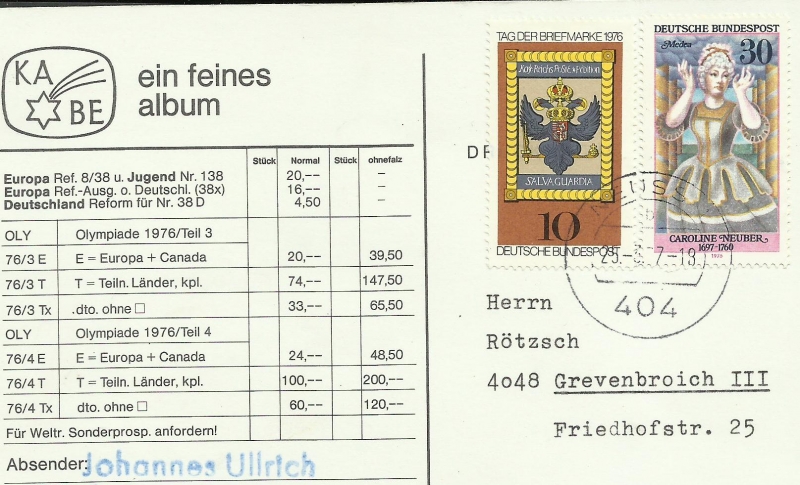 KA
BE
ein feines
album
Stück Normal Stück ohnefalz
Europa Ref. 8/38 u. Jugend Nr. 138 20,-- –
Europa Ref.-Ausg. o. Deutschl. (38x) 16,-- –
Deutschland Reform für Nr. 38 D 4,50 –
OLY Olympiade 1976/Teil 3
76/3 E E = Europa + Canada 20,-- 39,50
76/3 T T = Teiln. Länder, kpl. 74,-- 147,50
76/3 Tx dto. ohne □ 33,-- 65,50
OLY Olympiade 1976/Teil 4
76/4 E E = Europa + Canada 24,-- 48,50
76/4 T T = Teiln. Länder, kpl. 100,-- 200,--
76/4 Tx dto. ohne □ 60,-- 120,--
Für Weltr. Sonderprosp. anfordern!
Absender: Johannes Ullrich
TAG DER BRIEFMARKE 1976
SALVAGUARDIA
10
DEUTSCHE BUNDESPOST
DEUTSCHE BUNDESPOST
Medea 30
CAROLINE NEUBER
1697-1760
1976
NEUSS
404
Herrn
Rötzsch
4o48 Grevenbroich III
Friedhofstr. 25